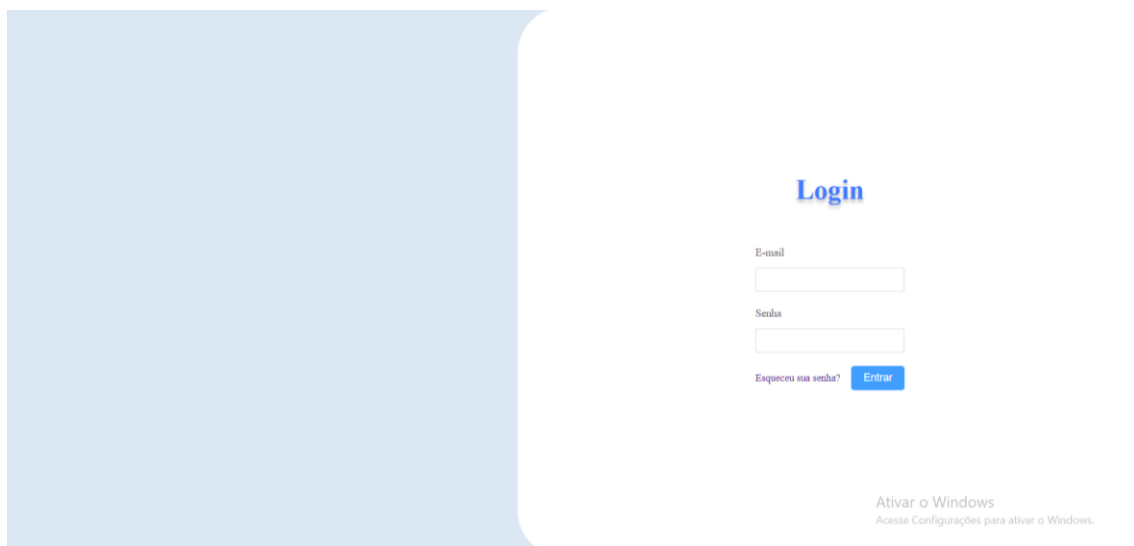 Login
E-mail
Senha
Esqueceu sua senha? Entrar
Ativar o Windows
Acesse Configurações para ativar o Windows.